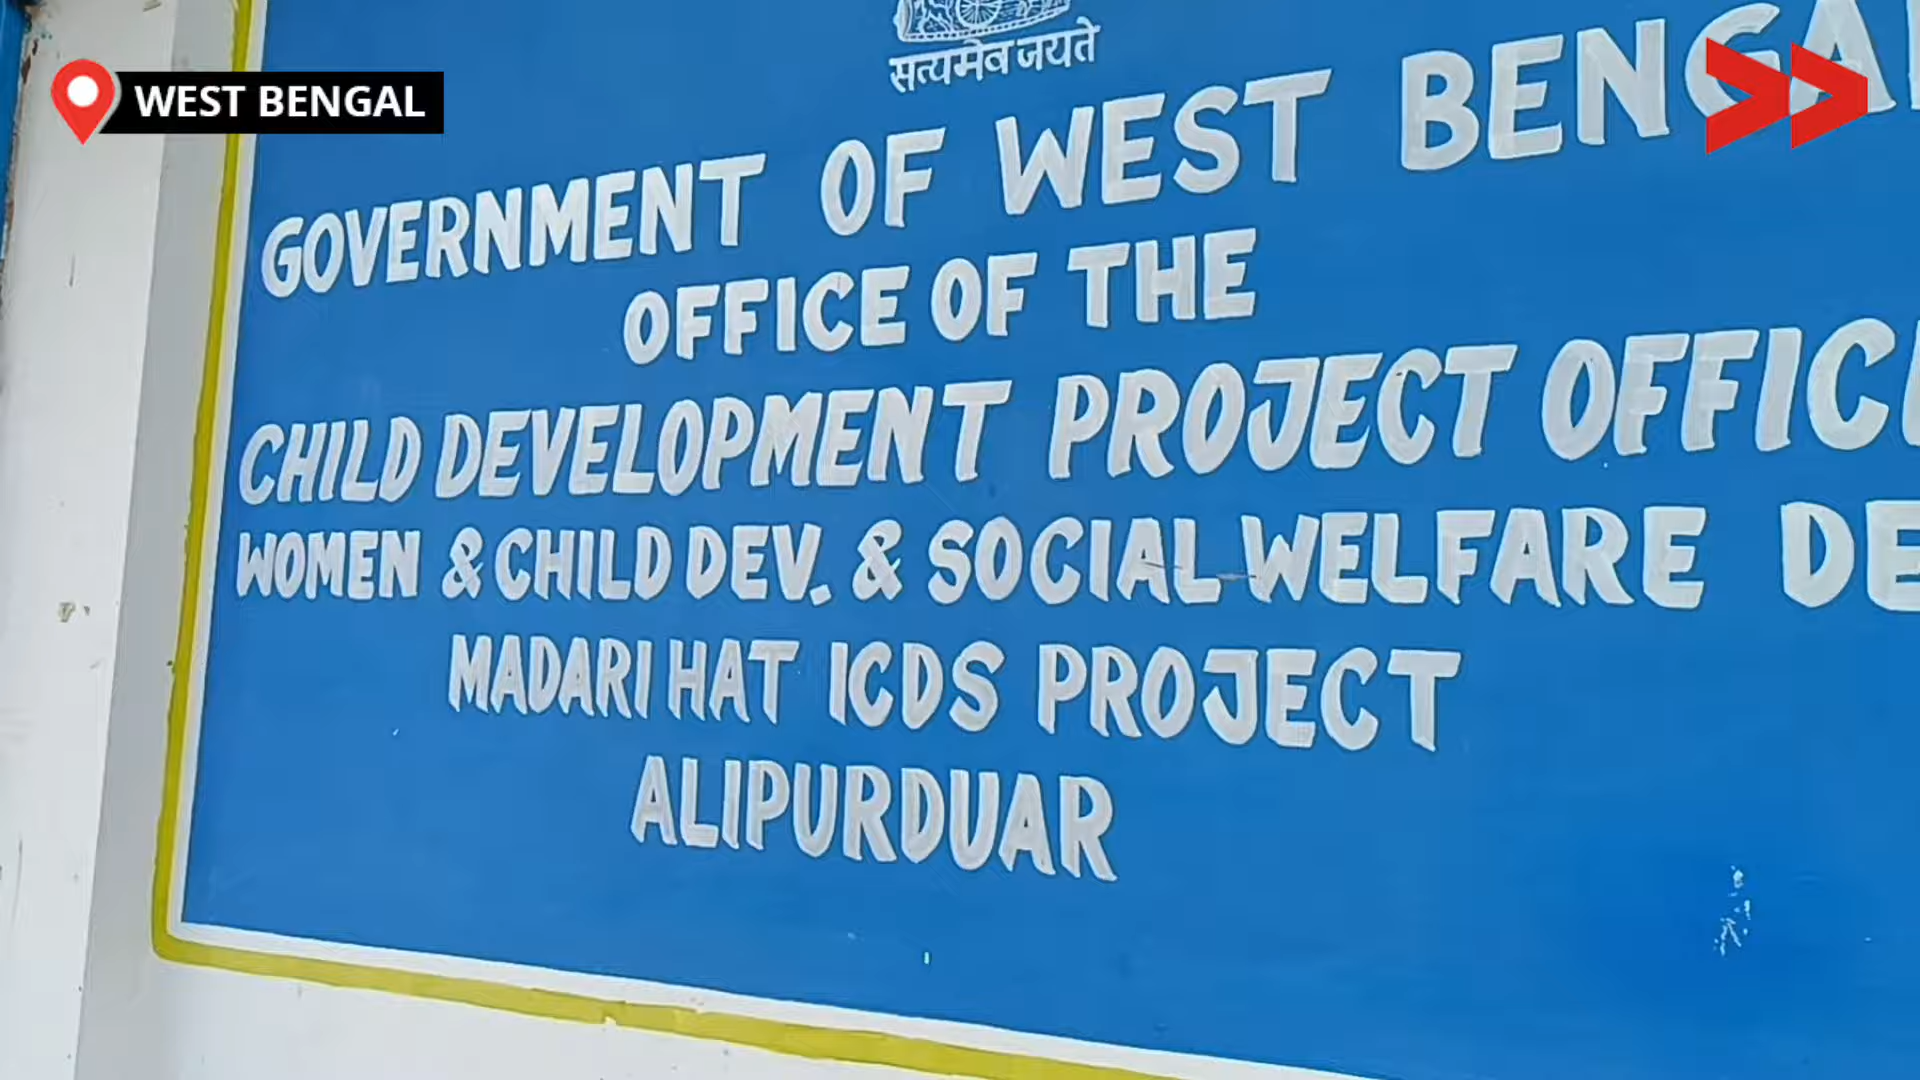 सत्यमेव जयते
WEST BENGAL
GOVERNMENT OF WEST BENGA
OFFICE OF THE
CHILD DEVELOPMENT PROJECT OFFIC
WOMEN & CHILD DEV. & SOCIAL WELFARE DE
MADARI HAT ICDS PROJECT
ALIPURDUAR